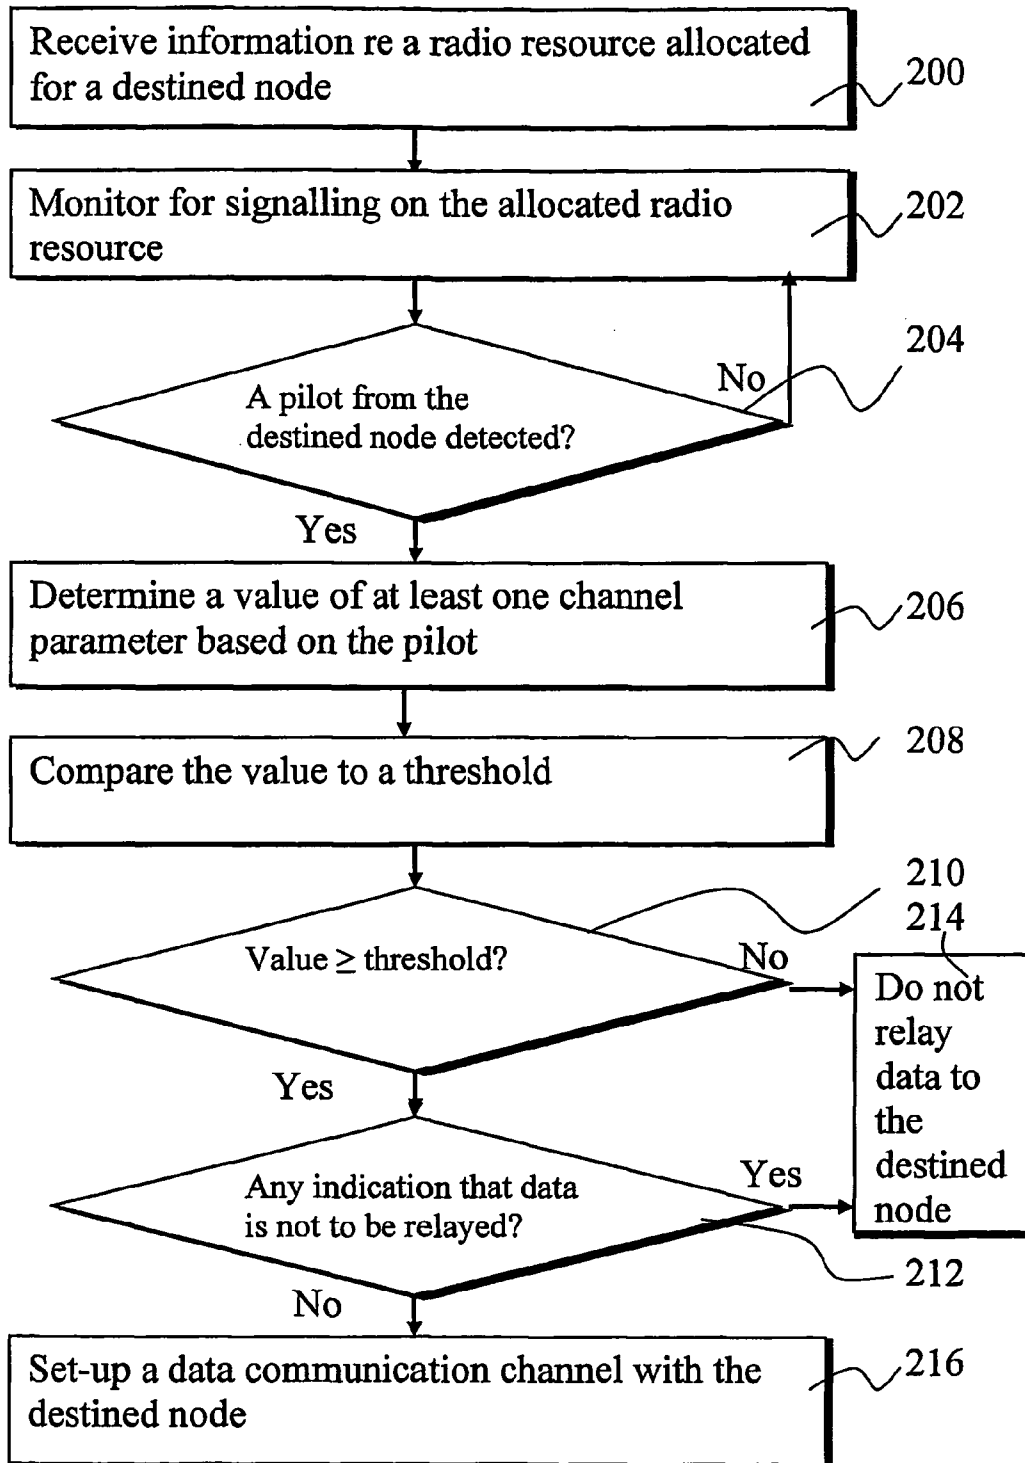 Receive information re a radio resource allocated
for a destined node
200
Monitor for signalling on the allocated radio
resource
202
204
No
A pilot from the
destined node detected?
Yes
Determine a value of at least one channel
parameter based on the pilot
206
208
Compare the value to a threshold
210
214
Value ≥ threshold?
No
Do not
relay
data to
the
destined
node
Yes
Any indication that data
is not to be relayed?
Yes
212
No
Set-up a data communication channel with the
destined node
216